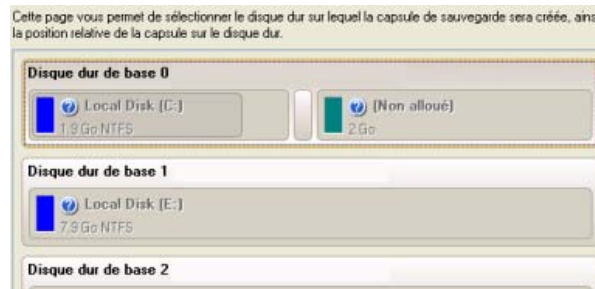 Cette page vous permet de sélectionner le disque dur sur lequel la capsule de sauvegarde sera créée, ains
la position relative de la capsule sur le disque dur.
Disque dur de base 0
Local Disk (C:)
1.9 Go NTFS
(Non alloué)
2 Go
Disque dur de base 1
Local Disk (E:)
7.9 Go NTFS
Disque dur de base 2